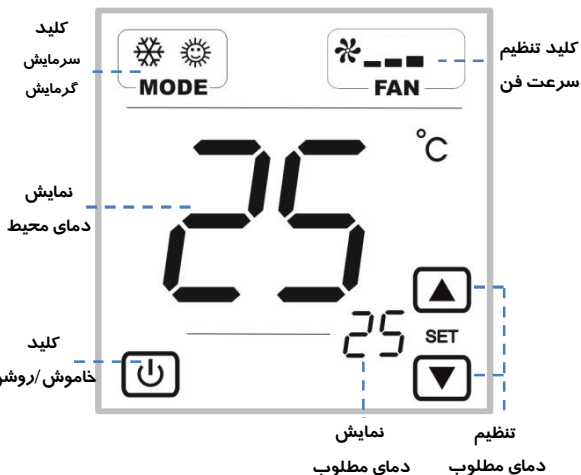 کلید
سرمایش
گرمایش
MODE
FAN
کلید تنظیم
سرعت فن
°C
25
نمایش
دمای محیط
25
SET
کلید
خاموش/روشن
نمایش
دمای مطلوب
تنظیم
دمای مطلوب